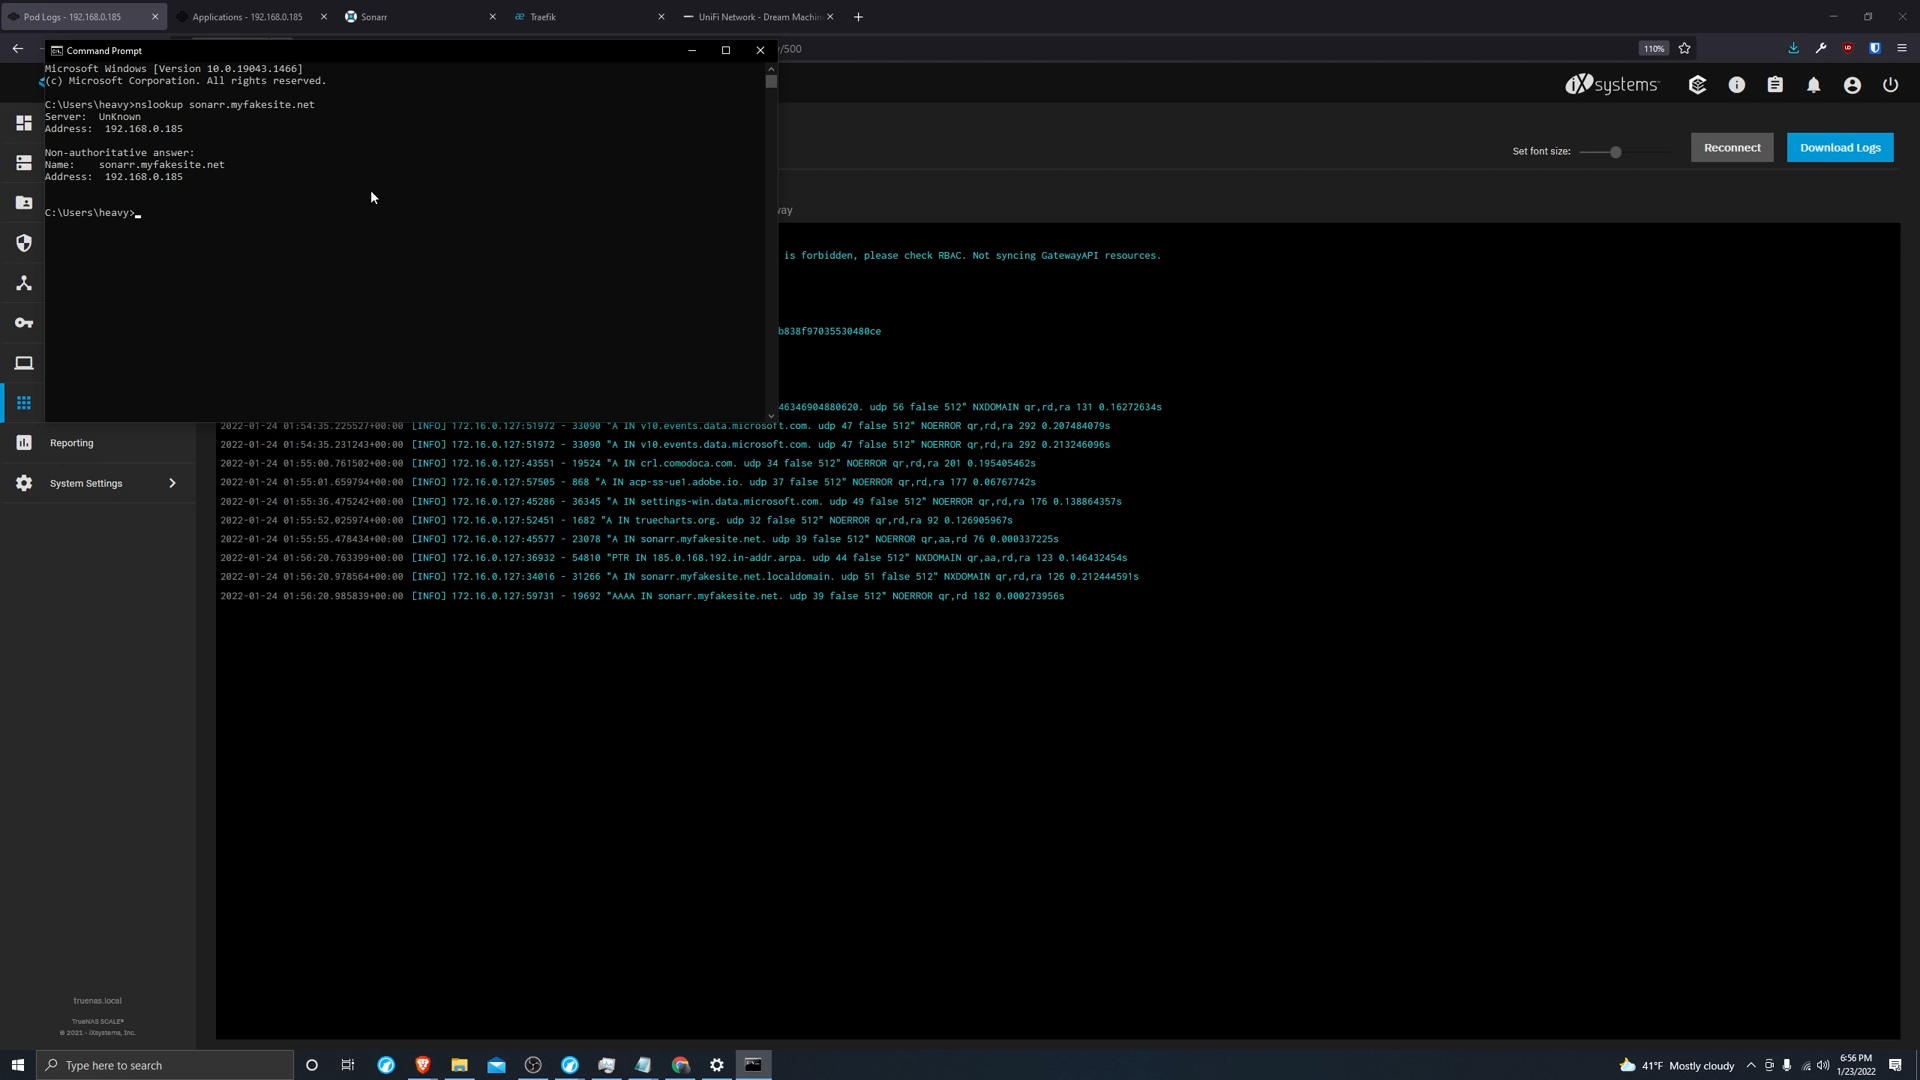 Pod Logs - 192.168.0.185
Applications - 192.168.0.185
Sonarr
Traefik
UniFi Network - Dream Machin
/500
110%
Command Prompt
Microsoft Windows [Version 10.0.19043.1466]
(c) Microsoft Corporation. All rights reserved.
C:\Users\heavy>nslookup sonarr.myfakesite.net
Server:  UnKnown
Address:  192.168.0.185
Non-authoritative answer:
Name:    sonarr.myfakesite.net
Address:  192.168.0.185
C:\Users\heavy>
iXsystems
Set font size:
Reconnect
Download Logs
way
is forbidden, please check RBAC. Not syncing GatewayAPI resources.
b838f97035530480ce
46346904880620. udp 56 false 512" NXDOMAIN qr,rd,ra 131 0.16272634s
2022-01-24 01:54:35.225527+00:00 [INFO] 172.16.0.127:51972 - 33090 "A IN v10.events.data.microsoft.com. udp 47 false 512" NOERROR qr,rd,ra 292 0.207484079s
2022-01-24 01:54:35.231243+00:00 [INFO] 172.16.0.127:51972 - 33090 "A IN v10.events.data.microsoft.com. udp 47 false 512" NOERROR qr,rd,ra 292 0.213246096s
2022-01-24 01:55:00.761502+00:00 [INFO] 172.16.0.127:43551 - 19524 "A IN crl.comodoca.com. udp 34 false 512" NOERROR qr,rd,ra 201 0.195405462s
2022-01-24 01:55:01.659794+00:00 [INFO] 172.16.0.127:57505 - 868 "A IN acp-ss-ue1.adobe.io. udp 37 false 512" NOERROR qr,rd,ra 177 0.06767742s
2022-01-24 01:55:36.475242+00:00 [INFO] 172.16.0.127:45286 - 36345 "A IN settings-win.data.microsoft.com. udp 49 false 512" NOERROR qr,rd,ra 176 0.138864357s
2022-01-24 01:55:52.025974+00:00 [INFO] 172.16.0.127:52451 - 1682 "A IN truecharts.org. udp 32 false 512" NOERROR qr,rd,ra 92 0.126905967s
2022-01-24 01:55:55.478434+00:00 [INFO] 172.16.0.127:45577 - 23078 "A IN sonarr.myfakesite.net. udp 39 false 512" NOERROR qr,aa,rd 76 0.000337225s
2022-01-24 01:56:20.763399+00:00 [INFO] 172.16.0.127:36932 - 54810 "PTR IN 185.0.168.192.in-addr.arpa. udp 44 false 512" NXDOMAIN qr,aa,rd,ra 123 0.146432454s
2022-01-24 01:56:20.978564+00:00 [INFO] 172.16.0.127:34016 - 31266 "A IN sonarr.myfakesite.net.localdomain. udp 51 false 512" NXDOMAIN qr,rd,ra 126 0.212444591s
2022-01-24 01:56:20.985839+00:00 [INFO] 172.16.0.127:59731 - 19692 "AAAA IN sonarr.myfakesite.net. udp 39 false 512" NOERROR qr,rd 182 0.000273956s
Reporting
System Settings
truenas.local
TrueNAS SCALE®
© 2021 - iXsystems, Inc.
Type here to search
41°F Mostly cloudy
6:56 PM
1/23/2022